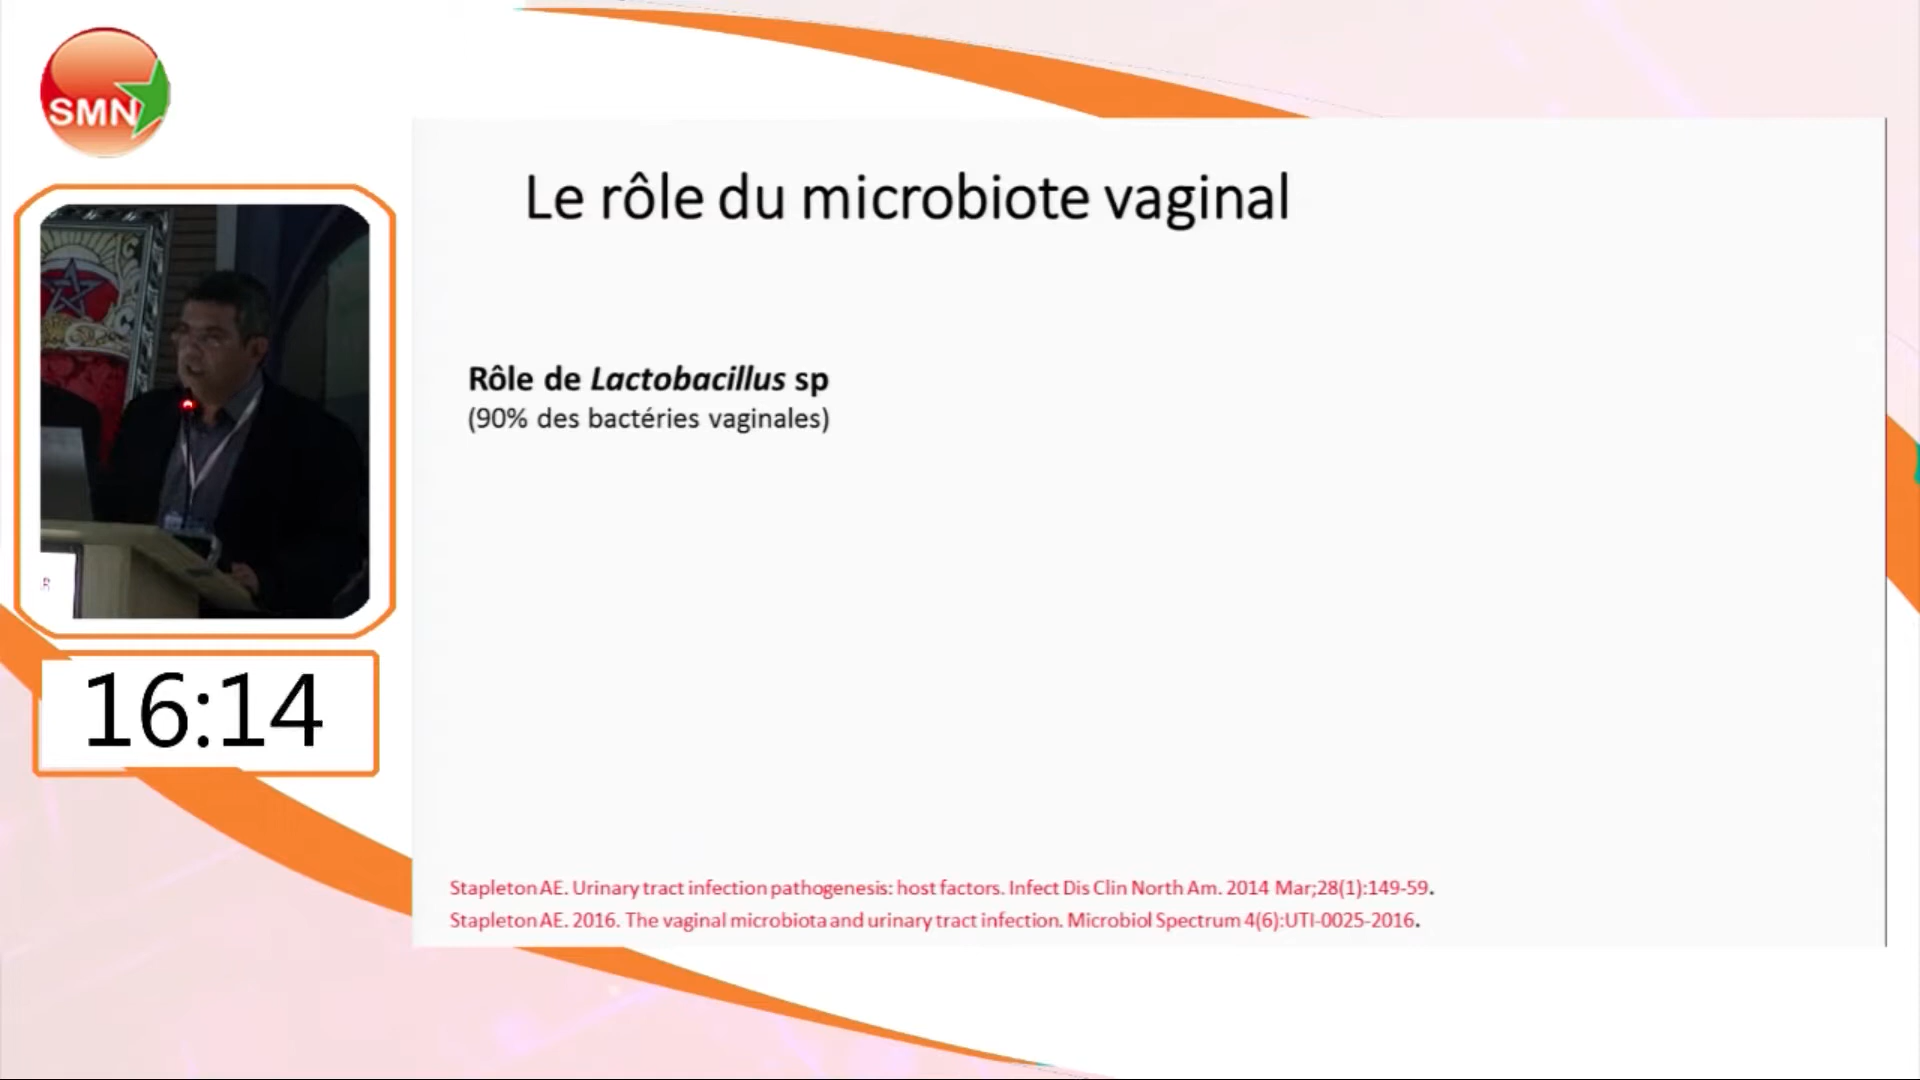 SMN
Le rôle du microbiote vaginal
Rôle de Lactobacillus sp
(90% des bactéries vaginales)
16:14
Stapleton AE. Urinary tract infection pathogenesis: host factors. Infect Dis Clin North Am. 2014 Mar;28(1):149-59.
Stapleton AE. 2016. The vaginal microbiota and urinary tract infection. Microbiol Spectrum 4(6):UTI-0025-2016.